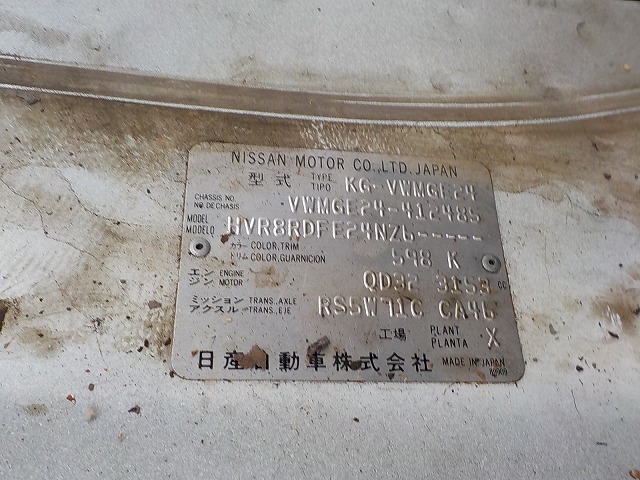 NISSAN MOTOR CO.,LTD. JAPAN
型式 TYPE TIPO KG-VWMGE24
CHASSIS NO. NO. DE CHASIS VWMGE24-412485
MODEL MODELO HVR8RDFE24NZ6-----
カラー COLOR,TRIM トリム COLOR,GUARNICION 598 K
エンジン ENGINE MOTOR QD32 3153 CC
ミッション TRANS.,AXLE アクスル TRANS.,EJE RS5W71C CA46
工場 PLANT PLANTA X
日産自動車株式会社 MADE IN JAPAN